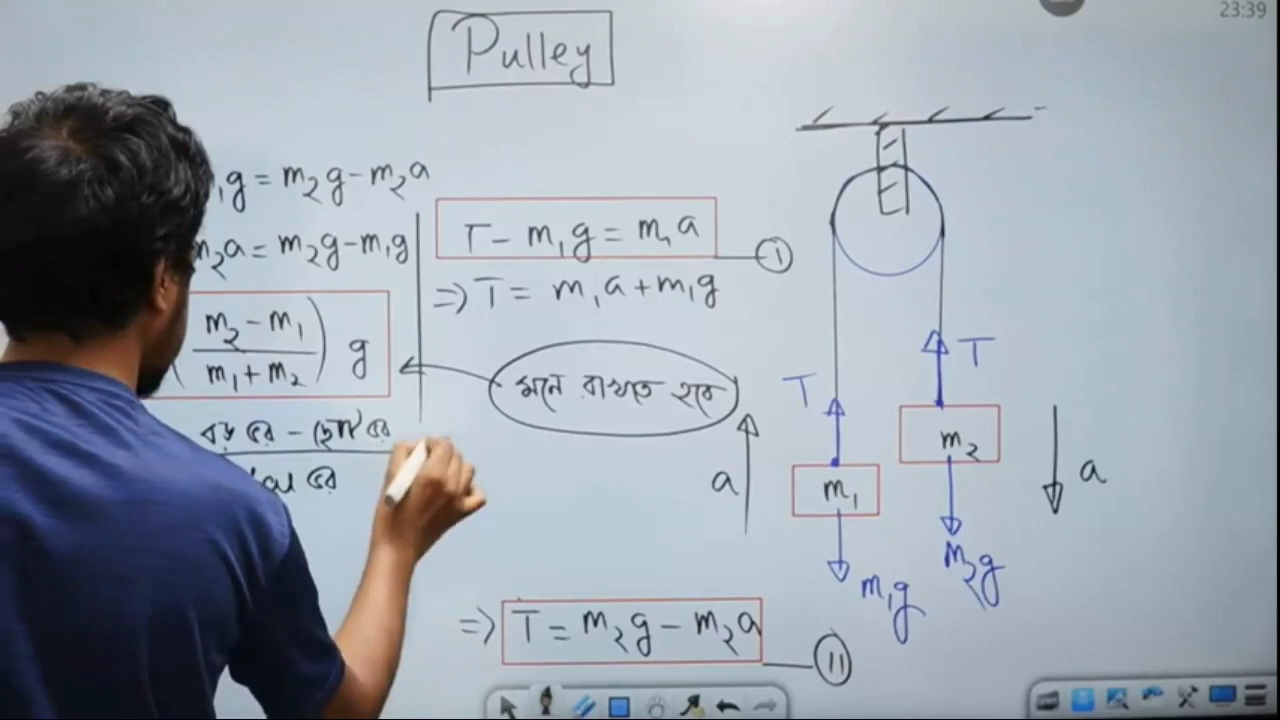 23:39
Pulley
₁g = m₂g - m₂a
m₂a = m₂g - m₁g
(m₂ - m₁ / m₁ + m₂) g
T - m₁g = m₁a ①
⇒ T = m₁a + m₁g
মনে রাখতে হবে
T
T
m₁
m₂
a
a
m₁g
m₂g
⇒ T = m₂g - m₂a ⑪